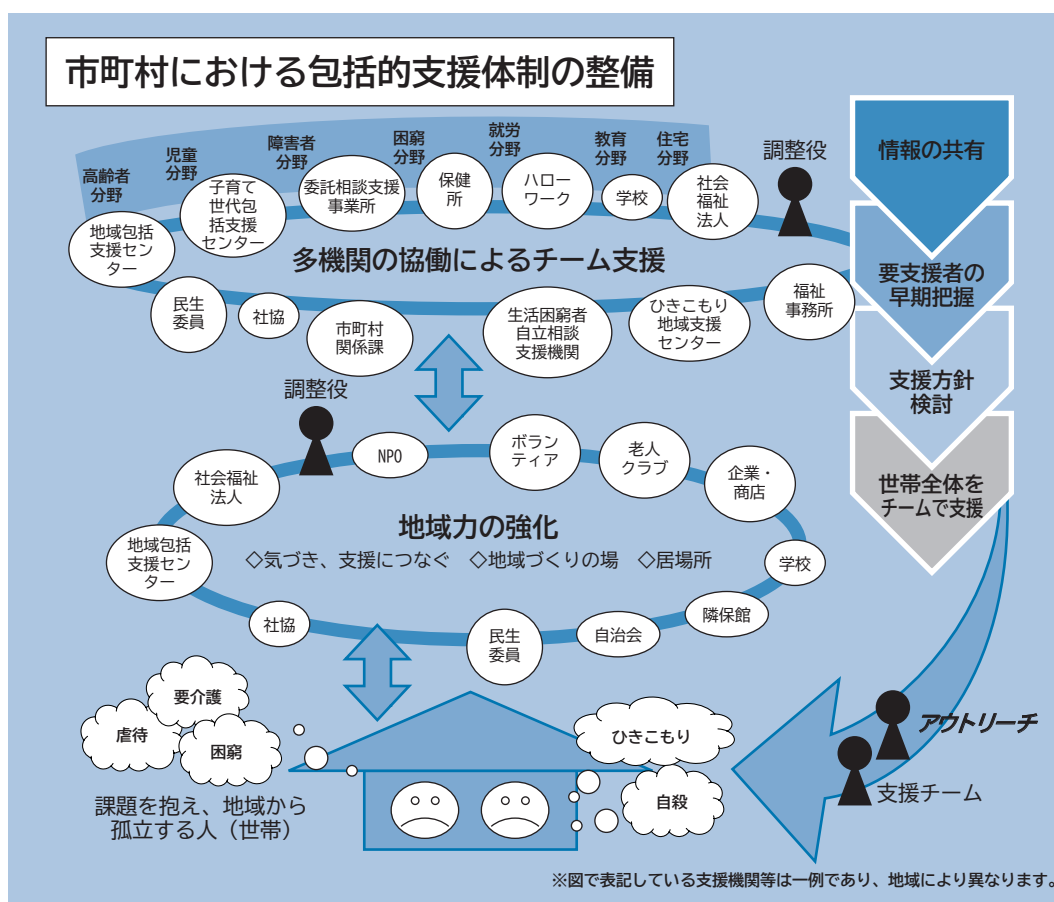 市町村における包括的支援体制の整備
高齢者
分野
児童
分野
障害者
分野
困窮
分野
就労
分野
教育
分野
住宅
分野
調整役
地域包括
支援セン
ター
子育て
世代包
括支援
センター
委託相談支援
事業所
保健
所
ハロー
ワーク
学校
社会
福祉
法人
多機関の協働によるチーム支援
民生
委員
社協
市町村
関係課
生活困窮者
自立相談
支援機関
ひきこもり
地域支援
センター
福祉
事務所
情報の共有
要支援者の
早期把握
支援方針
検討
世帯全体を
チームで支援
調整役
社会福祉
法人
NPO
ボラン
ティア
老人
クラブ
企業・
商店
地域力の強化
◇気づき、支援につなぐ　◇地域づくりの場　◇居場所
地域包括
支援セン
ター
学校
社協
民生
委員
自治会
隣保館
要介護
虐待
困窮
ひきこもり
自殺
課題を抱え、地域から
孤立する人（世帯）
アウトリーチ
支援チーム
※図で表記している支援機関等は一例であり、地域により異なります。